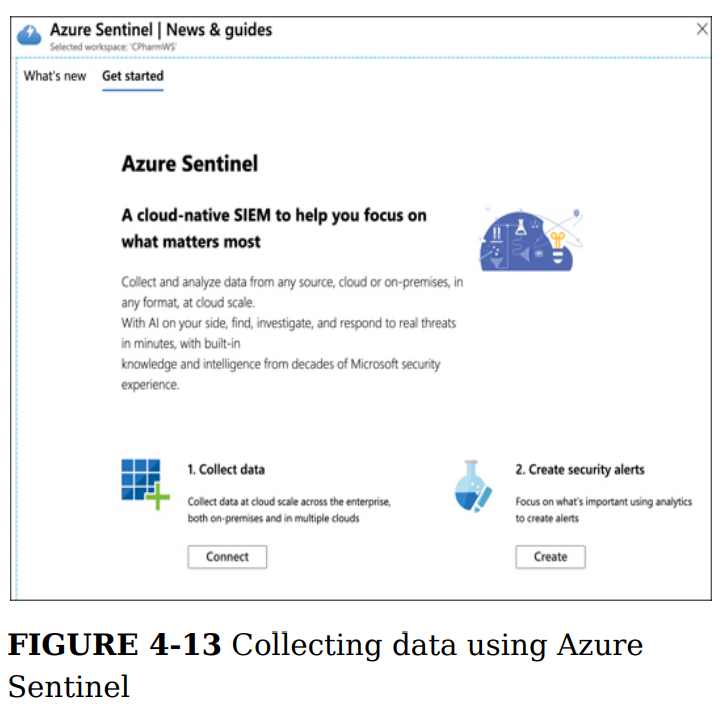 Azure Sentinel | News & guides
Selected workspace: 'CPharmWS'
What's new Get started
Azure Sentinel
A cloud-native SIEM to help you focus on
what matters most
Collect and analyze data from any source, cloud or on-premises, in
any format, at cloud scale.
With AI on your side, find, investigate, and respond to real threats
in minutes, with built-in
knowledge and intelligence from decades of Microsoft security
experience.
1. Collect data
Collect data at cloud scale across the enterprise,
both on-premises and in multiple clouds
Connect
2. Create security alerts
Focus on what's important using analytics
to create alerts
Create
FIGURE 4-13 Collecting data using Azure
Sentinel